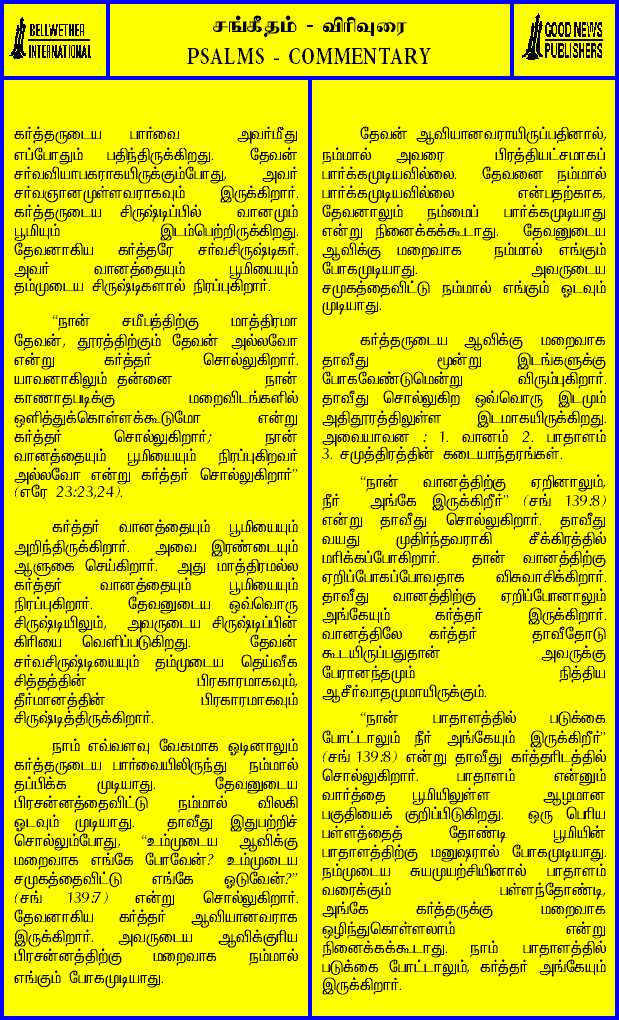 BELLWETHER
INTERNATIONAL
சங்கீதம் - விரிவுரை
PSALMS - COMMENTARY
GOOD NEWS
PUBLISHERS
கர்த்தருடைய பார்வை அவர்மீது
எப்போதும் பதிந்திருக்கிறது. தேவன்
சர்வவியாபகராகயிருக்கும்போது, அவர்
சர்வஞானமுள்ளவராகவும் இருக்கிறார்.
கர்த்தருடைய சிருஷ்டிப்பில் வானமும்
பூமியும் இடம்பெற்றிருக்கிறது.
தேவனாகிய கர்த்தரே சர்வசிருஷ்டிகர்.
அவர் வானத்தையும் பூமியையும்
தம்முடைய சிருஷ்டிகளால் நிரப்புகிறார்.
“நான் சமீபத்திற்கு மாத்திரமா
தேவன், தூரத்திற்கும் தேவன் அல்லவோ
என்று கர்த்தர் சொல்லுகிறார்.
யாவனாகிலும் தன்னை நான்
காணாதபடிக்கு மறைவிடங்களில்
ஒளித்துக்கொள்ளக்கூடுமோ என்று
கர்த்தர் சொல்லுகிறார்; நான்
வானத்தையும் பூமியையும் நிரப்புகிறவர்
அல்லவோ என்று கர்த்தர் சொல்லுகிறார்”
(எரே 23:23,24).
கர்த்தர் வானத்தையும் பூமியையும்
அறிந்திருக்கிறார். அவை இரண்டையும்
ஆளுகை செய்கிறார். அது மாத்திரமல்ல
கர்த்தர் வானத்தையும் பூமியையும்
நிரப்புகிறார். தேவனுடைய ஒவ்வொரு
சிருஷ்டியிலும், அவருடைய சிருஷ்டிப்பின்
கிரியை வெளிப்படுகிறது. தேவன்
சர்வசிருஷ்டியையும் தம்முடைய தெய்வீக
சித்தத்தின் பிரகாரமாகவும்,
தீர்மானத்தின் பிரகாரமாகவும்
சிருஷ்டித்திருக்கிறார்.
நாம் எவ்வளவு வேகமாக ஓடினாலும்
கர்த்தருடைய பார்வையிலிருந்து நம்மால்
தப்பிக்க முடியாது. தேவனுடைய
பிரசன்னத்தைவிட்டு நம்மால் விலகி
ஓடவும் முடியாது. தாவீது இதுபற்றிச்
சொல்லும்போது, “உம்முடைய ஆவிக்கு
மறைவாக எங்கே போவேன்? உம்முடைய
சமுகத்தைவிட்டு எங்கே ஓடுவேன்?”
(சங் 139:7) என்று சொல்லுகிறார்.
தேவனாகிய கர்த்தர் ஆவியானவராக
இருக்கிறார். அவருடைய ஆவிக்குரிய
பிரசன்னத்திற்கு மறைவாக நம்மால்
எங்கும் போகமுடியாது.
தேவன் ஆவியானவராயிருப்பதினால்,
நம்மால் அவரை பிரத்தியட்சமாகப்
பார்க்கமுடியவில்லை. தேவனை நம்மால்
பார்க்கமுடியவில்லை என்பதற்காக,
தேவனாலும் நம்மைப் பார்க்கமுடியாது
என்று நினைக்கக்கூடாது. தேவனுடைய
ஆவிக்கு மறைவாக நம்மால் எங்கும்
போகமுடியாது. அவருடைய
சமுகத்தைவிட்டு நம்மால் எங்கும் ஓடவும்
முடியாது.
கர்த்தருடைய ஆவிக்கு மறைவாக
தாவீது மூன்று இடங்களுக்கு
போகவேண்டுமென்று விரும்புகிறார்.
தாவீது சொல்லுகிற ஒவ்வொரு இடமும்
அதிதூரத்திலுள்ள இடமாகயிருக்கிறது.
அவையாவன : 1. வானம் 2. பாதாளம்
3. சமுத்திரத்தின் கடையாந்தரங்கள்.
“நான் வானத்திற்கு ஏறினாலும்,
நீர் அங்கே இருக்கிறீர்” (சங் 139:8)
என்று தாவீது சொல்லுகிறார். தாவீது
வயது முதிர்ந்தவராகி சீக்கிரத்தில்
மரிக்கப்போகிறார். தான் வானத்திற்கு
ஏறிப்போகப்போவதாக விசுவாசிக்கிறார்.
தாவீது வானத்திற்கு ஏறிப்போனாலும்
அங்கேயும் கர்த்தர் இருக்கிறார்.
வானத்திலே கர்த்தர் தாவீதோடு
கூடயிருப்பதுதான் அவருக்கு
பேரானந்தமும் நித்திய
ஆசீர்வாதமுமாயிருக்கும்.
“நான் பாதாளத்தில் படுக்கை
போட்டாலும் நீர் அங்கேயும் இருக்கிறீர்”
(சங் 139:8) என்று தாவீது கர்த்தரிடத்தில்
சொல்லுகிறார். பாதாளம் என்னும்
வார்த்தை பூமியிலுள்ள ஆழமான
பகுதியைக் குறிப்பிடுகிறது. ஒரு பெரிய
பள்ளத்தைத் தோண்டி பூமியின்
பாதாளத்திற்கு மனுஷரால் போகமுடியாது.
நம்முடைய சுயமுயற்சியினால் பாதாளம்
வரைக்கும் பள்ளந்தோண்டி,
அங்கே கர்த்தருக்கு மறைவாக
ஒழிந்துகொள்ளலாம் என்று
நினைக்கக்கூடாது. நாம் பாதாளத்தில்
படுக்கை போட்டாலும், கர்த்தர் அங்கேயும்
இருக்கிறார்.